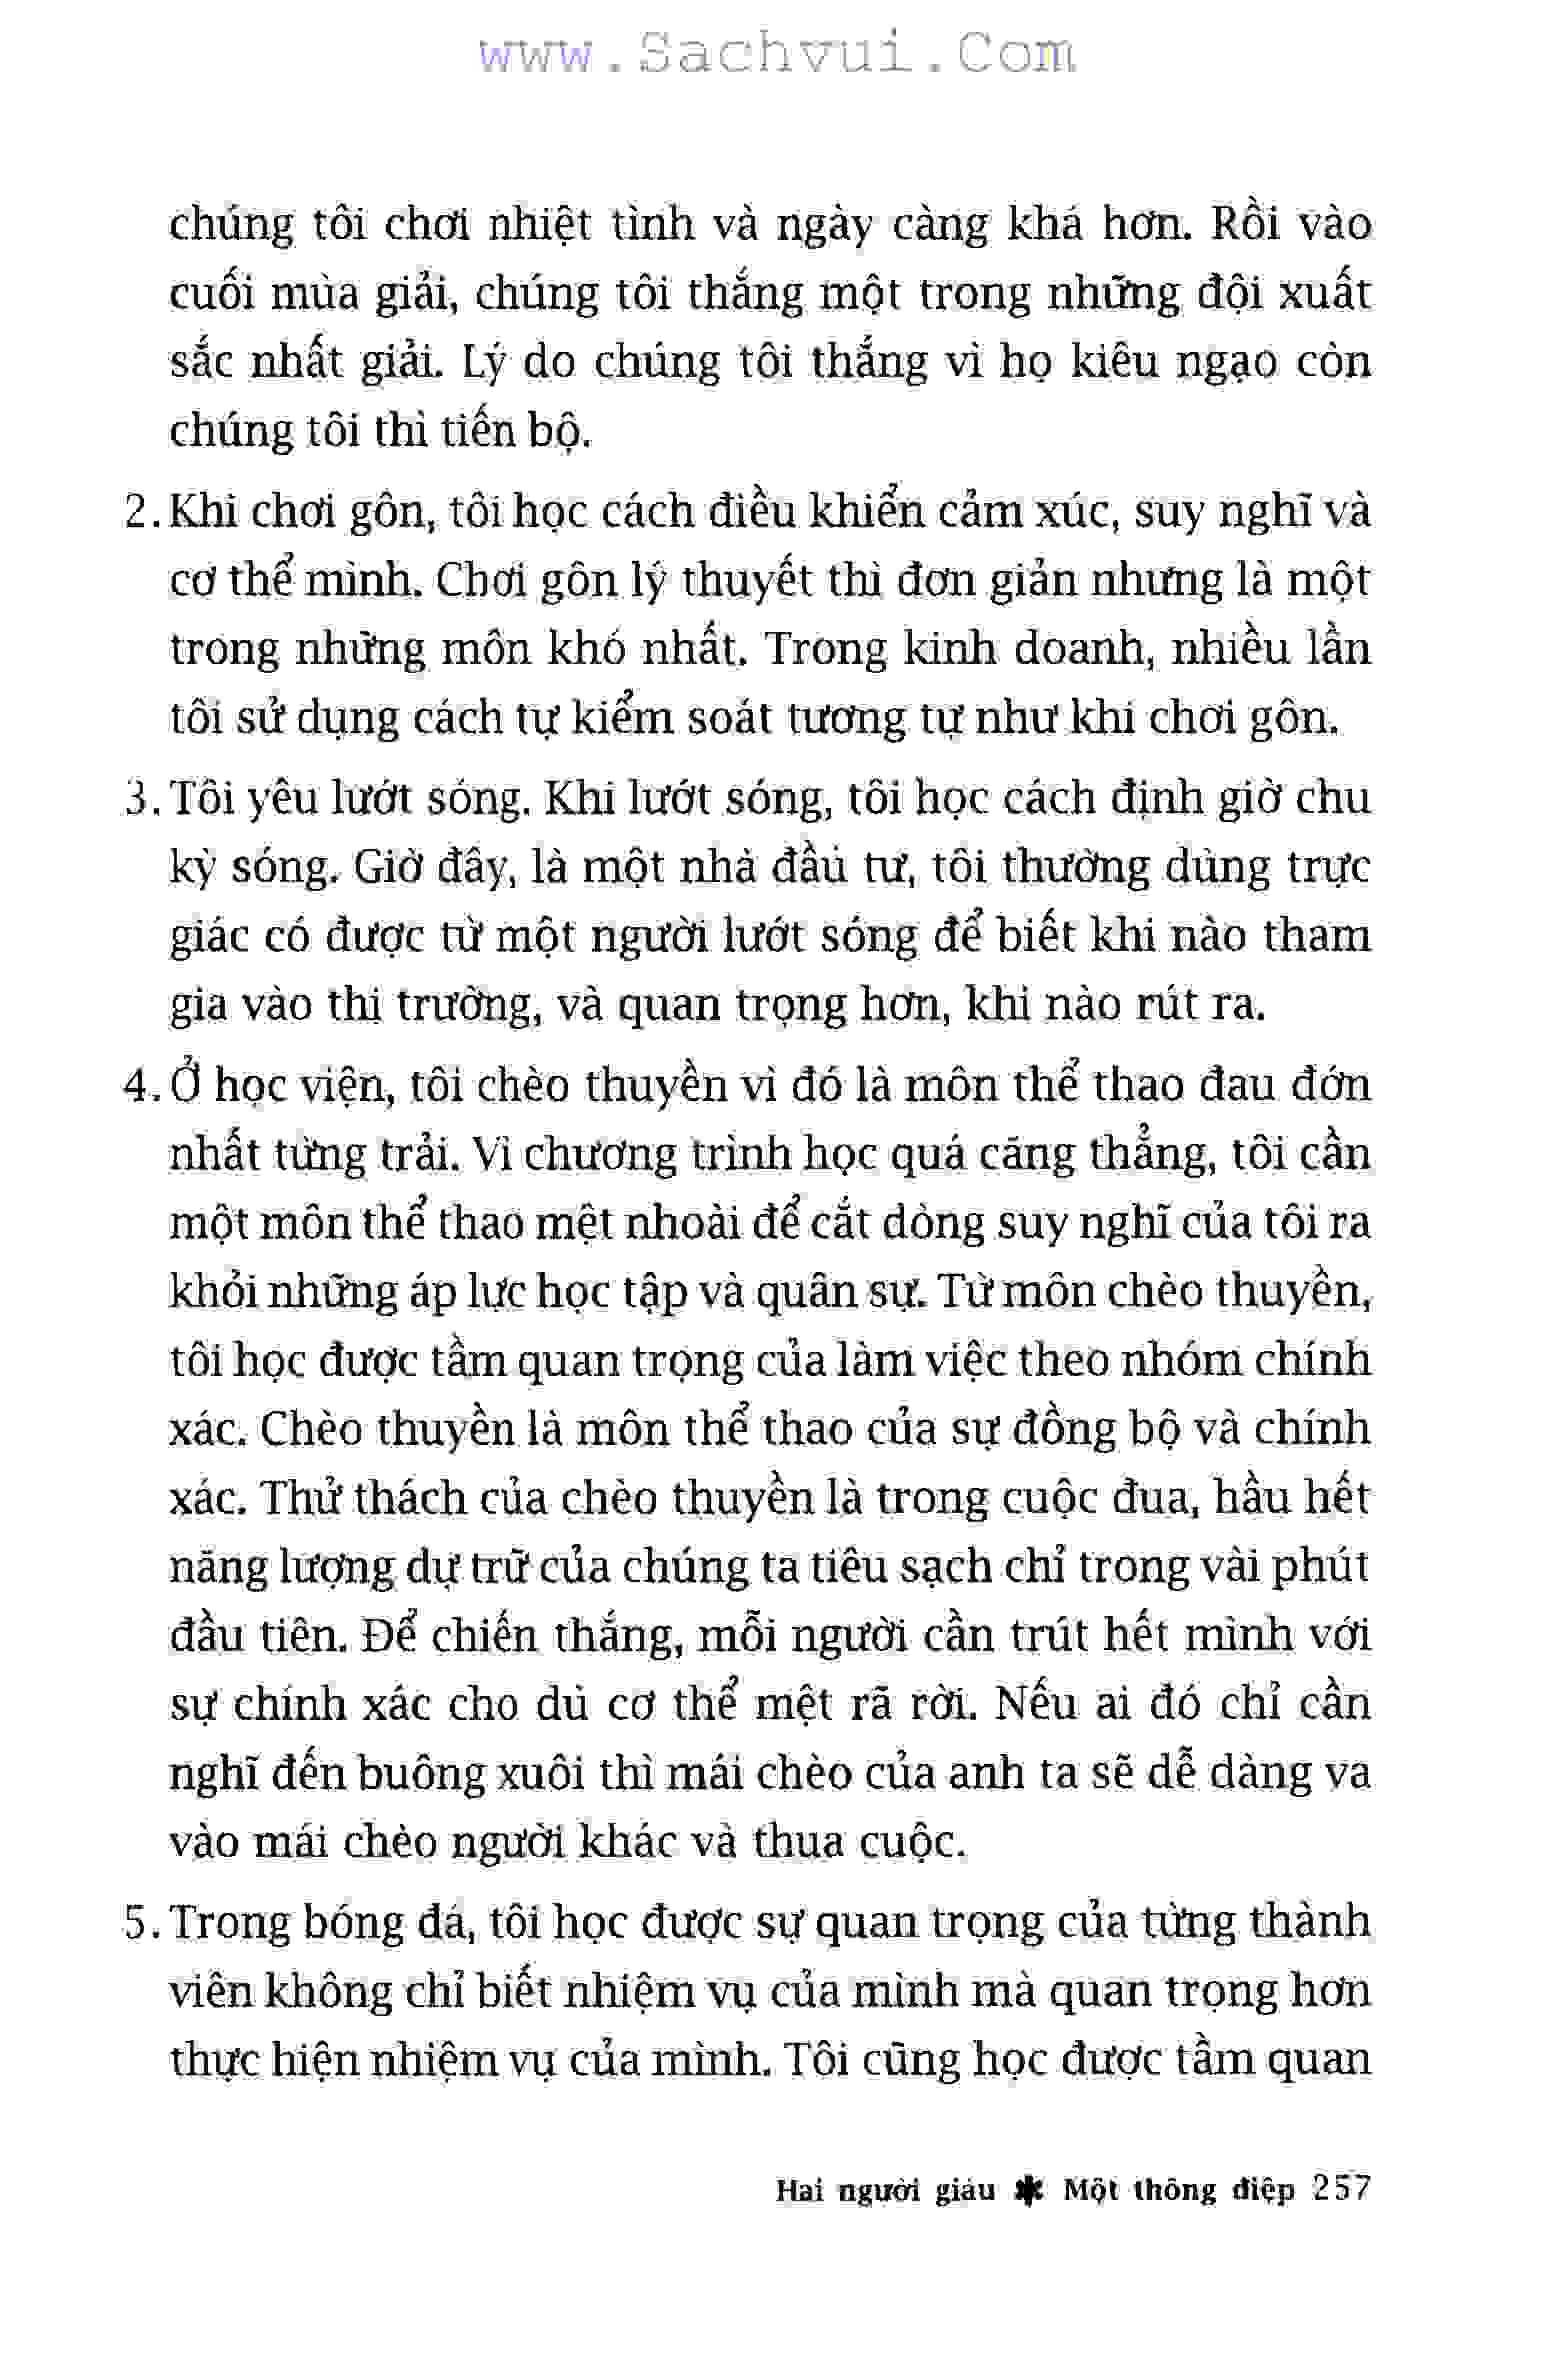 www.Sachvui.Com
chúng tôi chơi nhiệt tình và ngày càng khá hơn. Rồi vào
cuối mùa giải, chúng tôi thắng một trong những đội xuất
sắc nhất giải. Lý do chúng tôi thắng vì họ kiêu ngạo còn
chúng tôi thì tiến bộ.
2. Khi chơi gôn, tôi học cách điều khiển cảm xúc, suy nghĩ và
cơ thể mình. Chơi gôn lý thuyết thì đơn giản nhưng là một
trong những môn khó nhất. Trong kinh doanh, nhiều lần
tôi sử dụng cách tự kiểm soát tương tự như khi chơi gôn.
3. Tôi yêu lướt sóng. Khi lướt sóng, tôi học cách định giờ chu
kỳ sóng. Giờ đây, là một nhà đầu tư, tôi thường dùng trực
giác có được từ một người lướt sóng để biết khi nào tham
gia vào thị trường, và quan trọng hơn, khi nào rút ra.
4. Ở học viện, tôi chèo thuyền vì đó là môn thể thao đau đớn
nhất từng trải. Vì chương trình học quá căng thẳng, tôi cần
một môn thể thao mệt nhoài để cắt dòng suy nghĩ của tôi ra
khỏi những áp lực học tập và quân sự. Từ môn chèo thuyền,
tôi học được tầm quan trọng của làm việc theo nhóm chính
xác. Chèo thuyền là môn thể thao của sự đồng bộ và chính
xác. Thử thách của chèo thuyền là trong cuộc đua, hầu hết
năng lượng dự trữ của chúng ta tiêu sạch chỉ trong vài phút
đầu tiên. Để chiến thắng, mỗi người cần trút hết mình với
sự chính xác cho dù cơ thể mệt rã rời. Nếu ai đó chỉ cần
nghĩ đến buông xuôi thì mái chèo của anh ta sẽ dễ dàng va
vào mái chèo người khác và thua cuộc.
5. Trong bóng đá, tôi học được sự quan trọng của từng thành
viên không chỉ biết nhiệm vụ của mình mà quan trọng hơn
thực hiện nhiệm vụ của mình. Tôi cũng học được tầm quan
Hai người giàu ✱ Một thông điệp 257